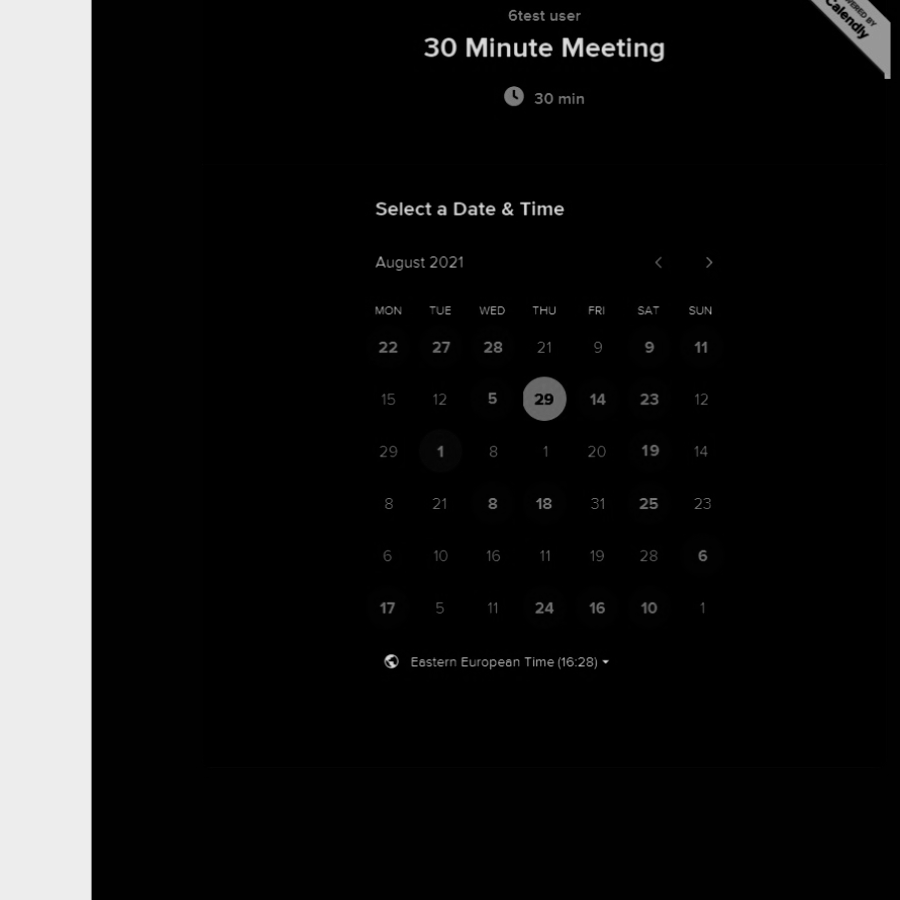 6test user
POWERED BY
Calendly
30 Minute Meeting
30 min
Select a Date & Time
August 2021
MON TUE WED THU FRI SAT SUN
22 27 28 21 9 9 11
15 12 5 29 14 23 12
29 1 8 1 20 19 14
8 21 8 18 31 25 23
6 10 16 11 19 28 6
17 5 11 24 16 10 1
Eastern European Time (16:28)